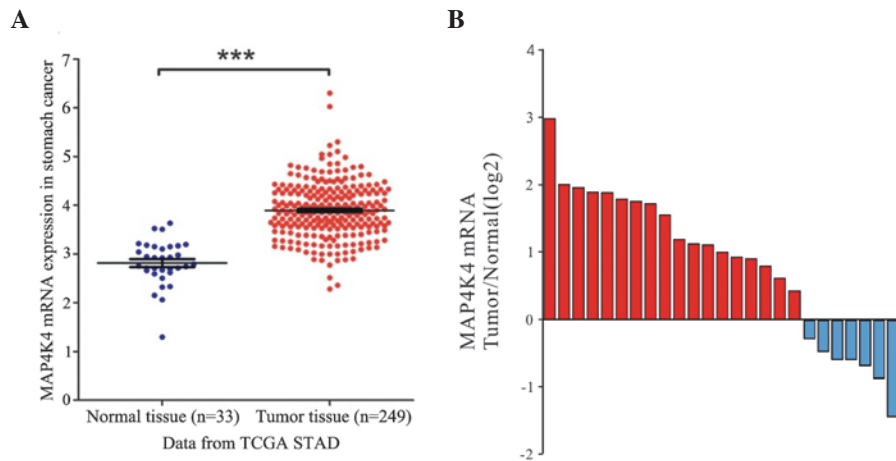 A
MAP4K4 mRNA expression in stomach cancer
7
6
5
4
3
2
1
0
***
Normal tissue (n=33) Tumor tissue (n=249)
Data from TCGA STAD
B
MAP4K4 mRNA
Tumor/Normal(log2)
4
3
2
1
0
-1
-2